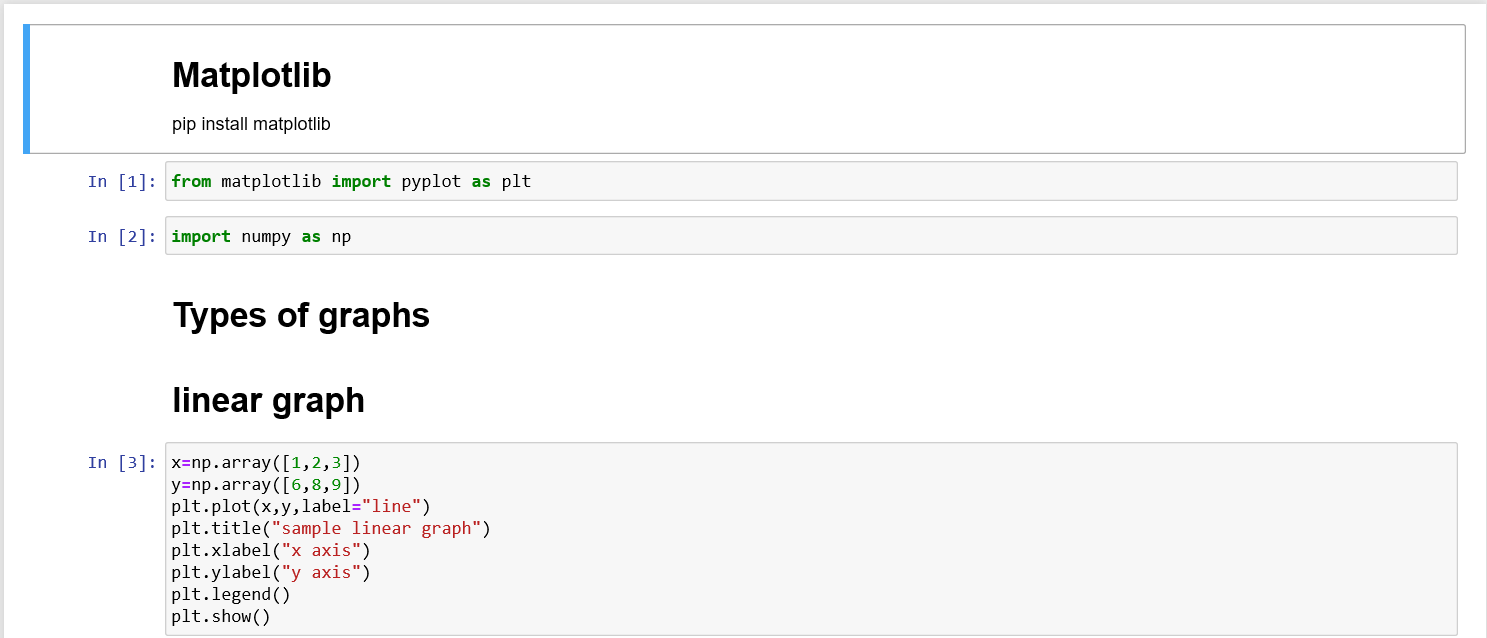 Matplotlib
pip install matplotlib
In [1]: from matplotlib import pyplot as plt
In [2]: import numpy as np
Types of graphs
linear graph
In [3]: x=np.array([1,2,3])
y=np.array([6,8,9])
plt.plot(x,y,label="line")
plt.title("sample linear graph")
plt.xlabel("x axis")
plt.ylabel("y axis")
plt.legend()
plt.show()